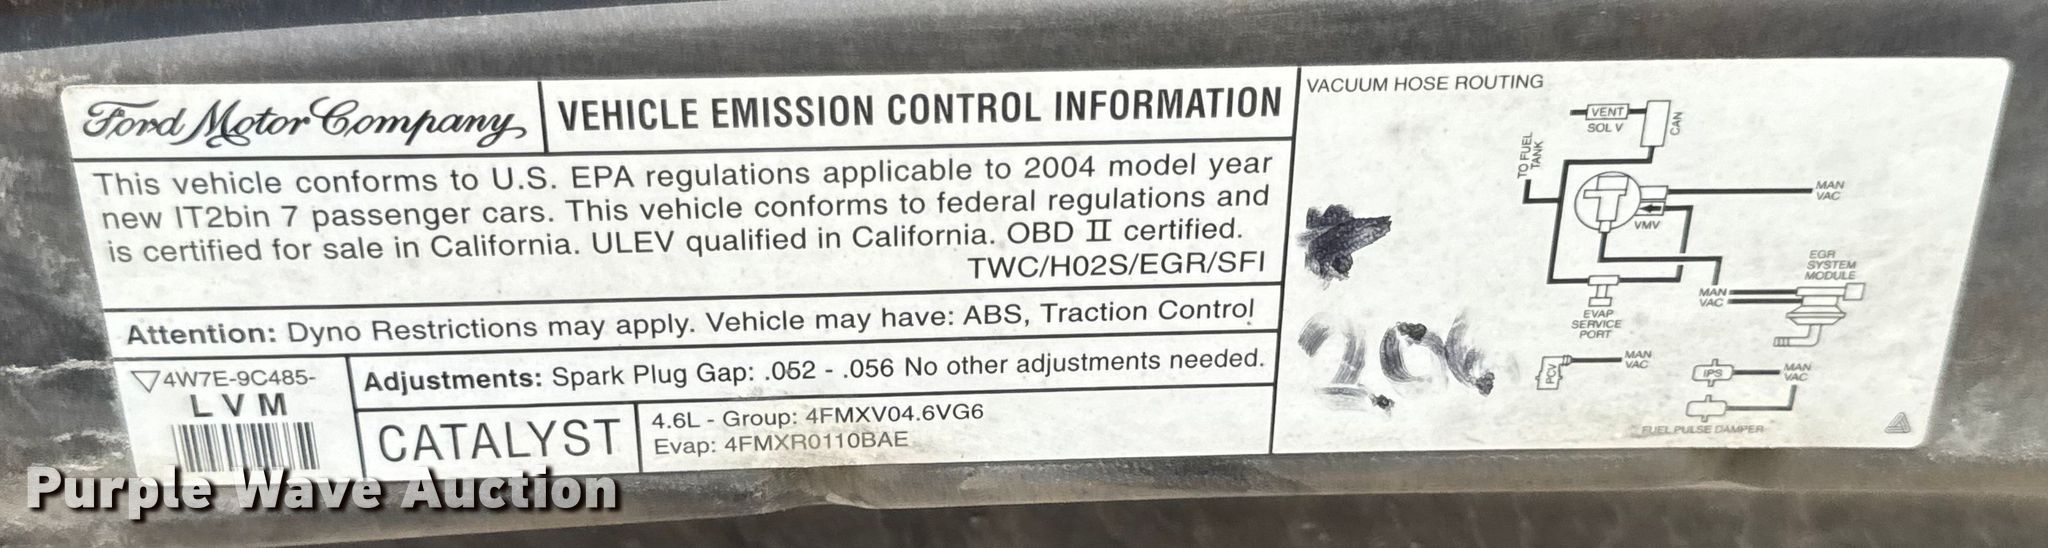 Ford Motor Company
VEHICLE EMISSION CONTROL INFORMATION
This vehicle conforms to U.S. EPA regulations applicable to 2004 model year
new IT2bin 7 passenger cars. This vehicle conforms to federal regulations and
is certified for sale in California. ULEV qualified in California. OBD II certified.
TWC/H02S/EGR/SFI
Attention: Dyno Restrictions may apply. Vehicle may have: ABS, Traction Control
4W7E-9C485-
LVM
Adjustments: Spark Plug Gap: .052 - .056 No other adjustments needed.
CATALYST
4.6L - Group: 4FMXV04.6VG6
Evap: 4FMXR0110BAE
VACUUM HOSE ROUTING
VENT
SOL V
CAN
TO FUEL
TANK
MAN
VAC
VMV
EGR
SYSTEM
MODULE
MAN
VAC
EVAP
SERVICE
PORT
PCV
MAN
VAC
IPS
MAN
VAC
FUEL PULSE DAMPER
206
Purple Wave Auction